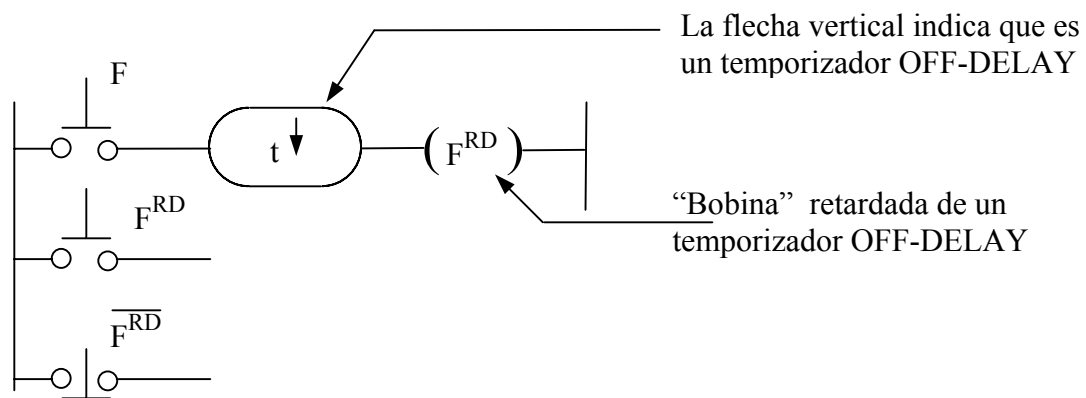 La flecha vertical indica que es
un temporizador OFF-DELAY
F
t
(F^RD)
F^RD
“Bobina” retardada de un
temporizador OFF-DELAY
F̅^R̅D̅